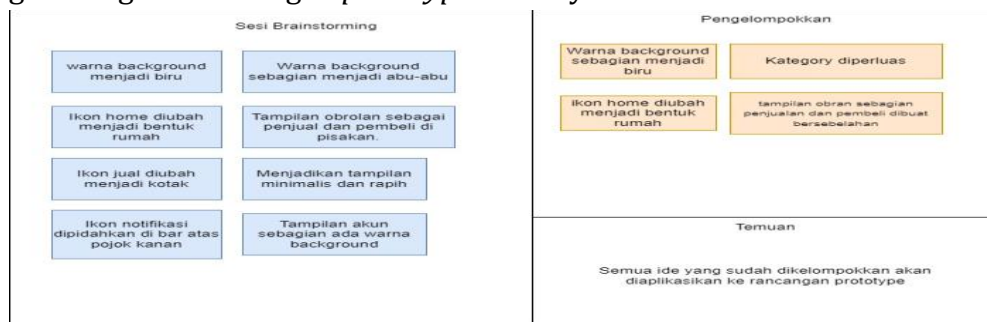 Sesi Brainstorming
warna background
menjadi biru
Warna background
sebagian menjadi abu-abu
Ikon home diubah
menjadi bentuk
rumah
Tampilan obrolan sebagai
penjual dan pembeli di
pisakan.
Ikon jual diubah
menjadi kotak
Menjadikan tampilan
minimalis dan rapih
Ikon notifikasi
dipidahkan di bar atas
pojok kanan
Tampilan akun
sebagian ada warna
background
Pengelompokkan
Warna background
sebagian menjadi
biru
Kategory diperluas
ikon home diubah
menjadi bentuk
rumah
tampilan obran sebagian
penjualan dan pembeli dibuat
bersebelahan
Temuan
Semua ide yang sudah dikelompokkan akan
diaplikasikan ke rancangan prototype